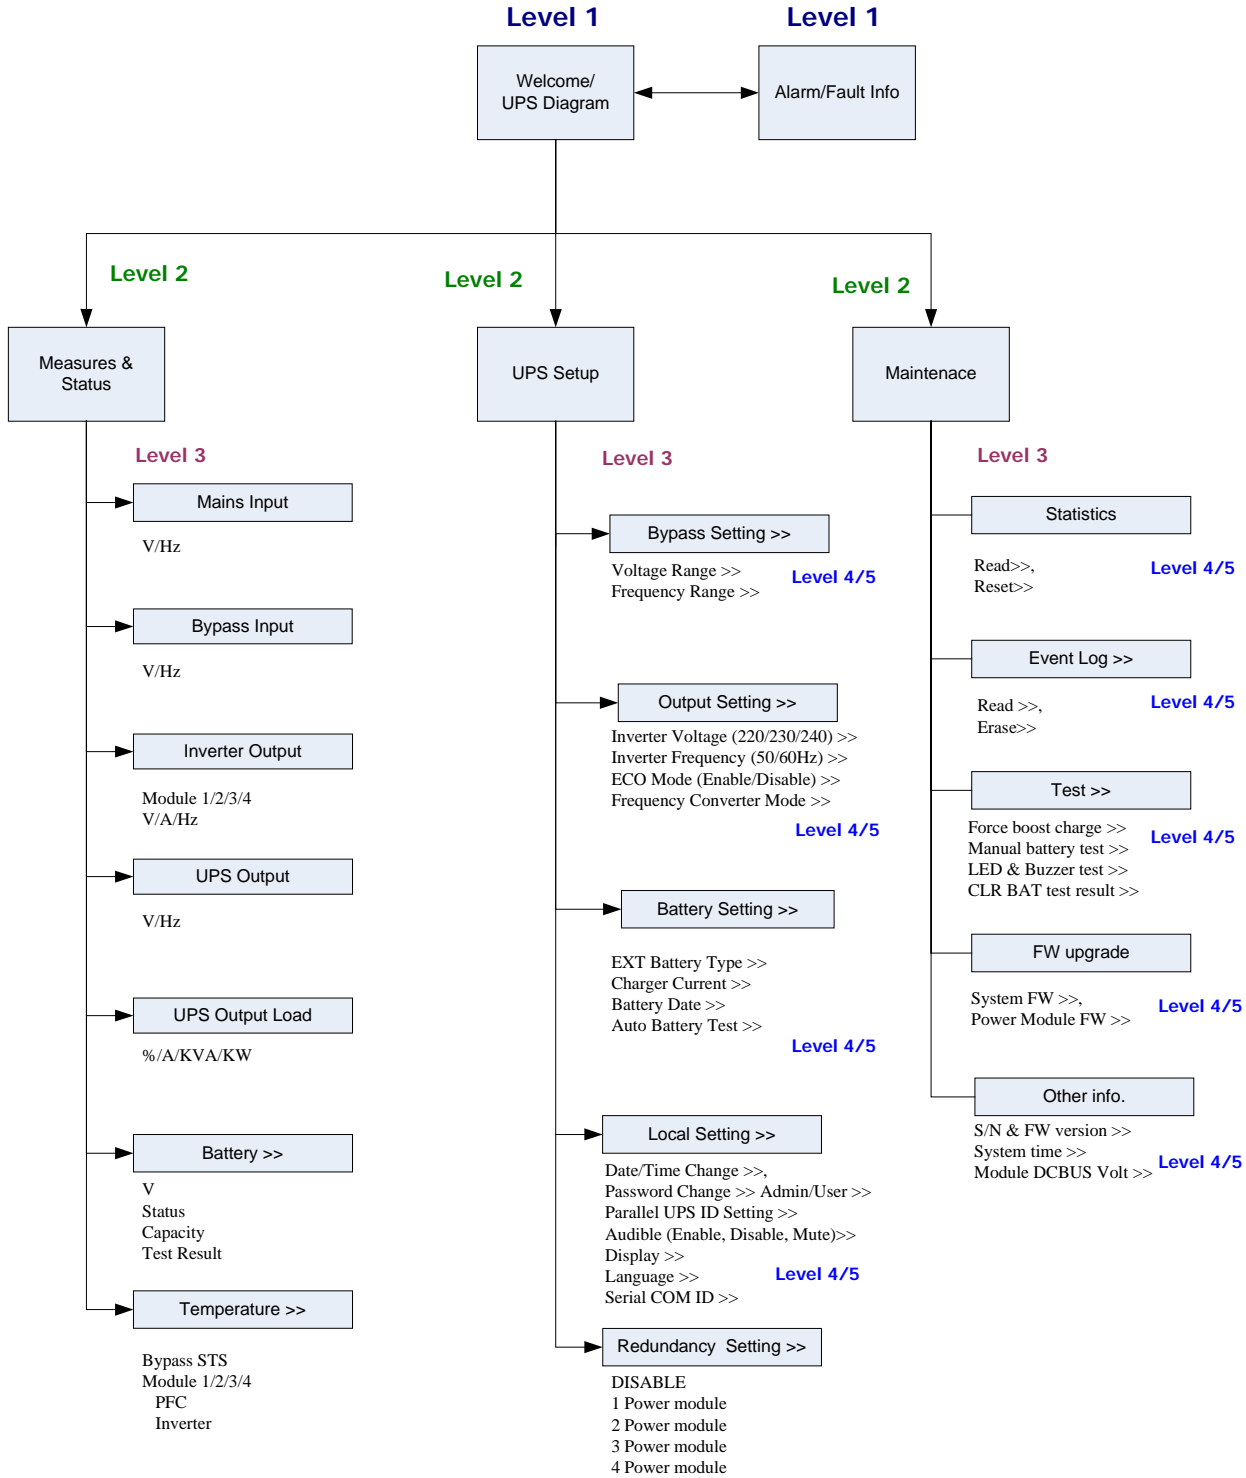 Level 1
Level 1
Welcome/
UPS Diagram
Alarm/Fault Info
Level 2
Level 2
Level 2
Measures &
Status
UPS Setup
Maintenace
Level 3
Mains Input
V/Hz
Bypass Input
V/Hz
Inverter Output
Module 1/2/3/4
V/A/Hz
UPS Output
V/Hz
UPS Output Load
%/A/KVA/KW
Battery >>
V
Status
Capacity
Test Result
Temperature >>
Bypass STS
Module 1/2/3/4
PFC
Inverter
Level 3
Bypass Setting >>
Voltage Range >>
Frequency Range >>
Level 4/5
Output Setting >>
Inverter Voltage (220/230/240) >>
Inverter Frequency (50/60Hz) >>
ECO Mode (Enable/Disable) >>
Frequency Converter Mode >>
Level 4/5
Battery Setting >>
EXT Battery Type >>
Charger Current >>
Battery Date >>
Auto Battery Test >>
Level 4/5
Local Setting >>
Date/Time Change >>,
Password Change >> Admin/User >>
Parallel UPS ID Setting >>
Audible (Enable, Disable, Mute)>>
Display >>
Language >>
Level 4/5
Serial COM ID >>
Redundancy Setting >>
DISABLE
1 Power module
2 Power module
3 Power module
4 Power module
Level 3
Statistics
Read>>,
Reset>>
Level 4/5
Event Log >>
Read >>,
Erase>>
Level 4/5
Test >>
Force boost charge >>
Manual battery test >>
LED & Buzzer test >>
CLR BAT test result >>
Level 4/5
FW upgrade
System FW >>,
Power Module FW >>
Level 4/5
Other info.
S/N & FW version >>
System time >>
Module DCBUS Volt >>
Level 4/5